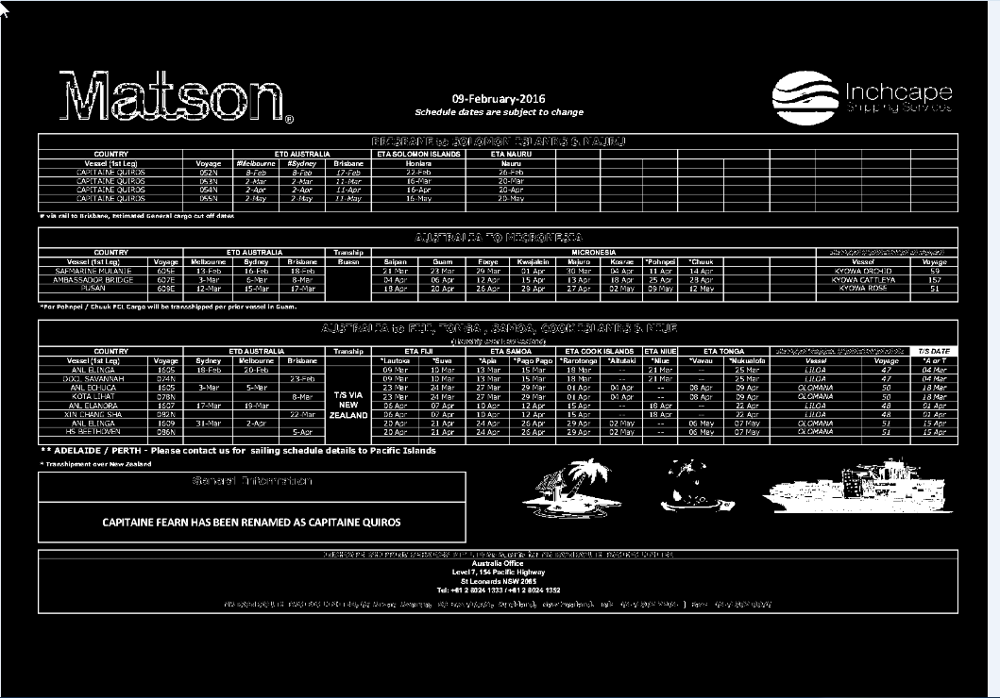 Matson®
09-February-2016
Schedule dates are subject to change
Inchcape
Shipping Services
BRISBANE to SOLOMON ISLANDS & NAURU
COUNTRY ETD AUSTRALIA ETA SOLOMON ISLANDS ETA NAURU
Vessel (1st Leg) Voyage #Melbourne #Sydney Brisbane Honiara Nauru
CAPITAINE QUIROS 052N 8-Feb 8-Feb 17-Feb 22-Feb 26-Feb
CAPITAINE QUIROS 053N 2-Mar 2-Mar 11-Mar 16-Mar 20-Mar
CAPITAINE QUIROS 054N 2-Apr 2-Apr 11-Apr 16-Apr 20-Apr
CAPITAINE QUIROS 055N 2-May 2-May 11-May 16-May 20-May
# via rail to Brisbane, Estimated General cargo cut off dates
AUSTRALIA TO MICRONESIA
COUNTRY ETD AUSTRALIA Tranship MICRONESIA
Vessel (1st Leg) Voyage Melbourne Sydney Brisbane Busan Saipan Guam Ebeye Kwajalein Majuro Kosrae *Pohnpei *Chuuk Vessel Voyage
SAFMARINE MULANJE 605E 13-Feb 16-Feb 18-Feb 21 Mar 23 Mar 29 Mar 01 Apr 30 Mar 04 Apr 11 Apr 14 Apr KYOWA ORCHID 59
AMBASSADOR BRIDGE 607E 3-Mar 6-Mar 8-Mar 04 Apr 06 Apr 12 Apr 15 Apr 13 Apr 18 Apr 25 Apr 28 Apr KYOWA CATTLEYA 157
PUSAN 609E 12-Mar 15-Mar 17-Mar 18 Apr 20 Apr 26 Apr 29 Apr 27 Apr 02 May 09 May 12 May KYOWA ROSE 51
*For Pohnpei / Chuuk FCL Cargo will be transshipped per prior vessel in Guam.
AUSTRALIA to FIJI, TONGA , SAMOA, COOK ISLANDS & NIUE
COUNTRY ETD AUSTRALIA Tranship ETA FIJI ETA SAMOA ETA COOK ISLANDS ETA NIUE ETA TONGA T/S DATE
Vessel (1st Leg) Voyage Sydney Melbourne Brisbane *Lautoka *Suva *Apia *Pago Pago *Rarotonga *Aitutaki *Niue *Vavau *Nukualofa Vessel Voyage *A or T
ANL ELINGA 1605 18-Feb 20-Feb 09 Mar 10 Mar 13 Mar 15 Mar 18 Mar -- 21 Mar -- 25 Mar LILOA 47 04 Mar
OOCL SAVANNAH 074N 23-Feb 09 Mar 10 Mar 13 Mar 15 Mar 18 Mar -- 21 Mar -- 25 Mar LILOA 47 04 Mar
ANL ECHUCA 1605 3-Mar 5-Mar 23 Mar 24 Mar 27 Mar 29 Mar 01 Apr 04 Apr -- 08 Apr 09 Apr OLOMANA 50 18 Mar
KOTA LIHAT 078N 8-Mar T/S VIA 23 Mar 24 Mar 27 Mar 29 Mar 01 Apr 04 Apr -- 08 Apr 09 Apr OLOMANA 50 18 Mar
ANL ELANORA 1607 17-Mar 19-Mar NEW 06 Apr 07 Apr 10 Apr 12 Apr 15 Apr -- 18 Apr -- 22 Apr LILOA 48 01 Apr
XIN CHANG SHA 082N 22-Mar ZEALAND 06 Apr 07 Apr 10 Apr 12 Apr 15 Apr -- 18 Apr -- 22 Apr LILOA 48 01 Apr
ANL ELINGA 1609 31-Mar 2-Apr 20 Apr 21 Apr 24 Apr 26 Apr 29 Apr 02 May -- 06 May 07 May OLOMANA 51 15 Apr
HS BEETHOVEN 086N 5-Apr 20 Apr 21 Apr 24 Apr 26 Apr 29 Apr 02 May -- 06 May 07 May OLOMANA 51 15 Apr
** ADELAIDE / PERTH - Please contact us for sailing schedule details to Pacific Islands
* Transhipment over New Zealand
General Information
CAPITAINE FEARN HAS BEEN RENAMED AS CAPITAINE QUIROS
Australia Office
Level 7, 154 Pacific Highway
St Leonards NSW 2065
Tel: +61 2 8024 1333 / +61 2 8024 1352